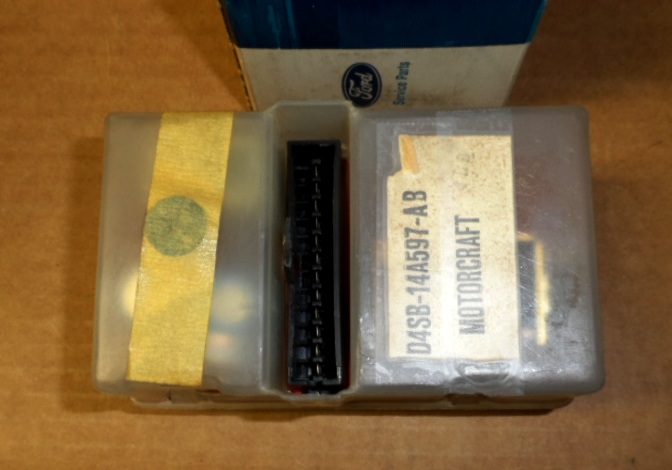 Ford
Service Parts
D4SB-14A597-AB
MOTORCRAFT